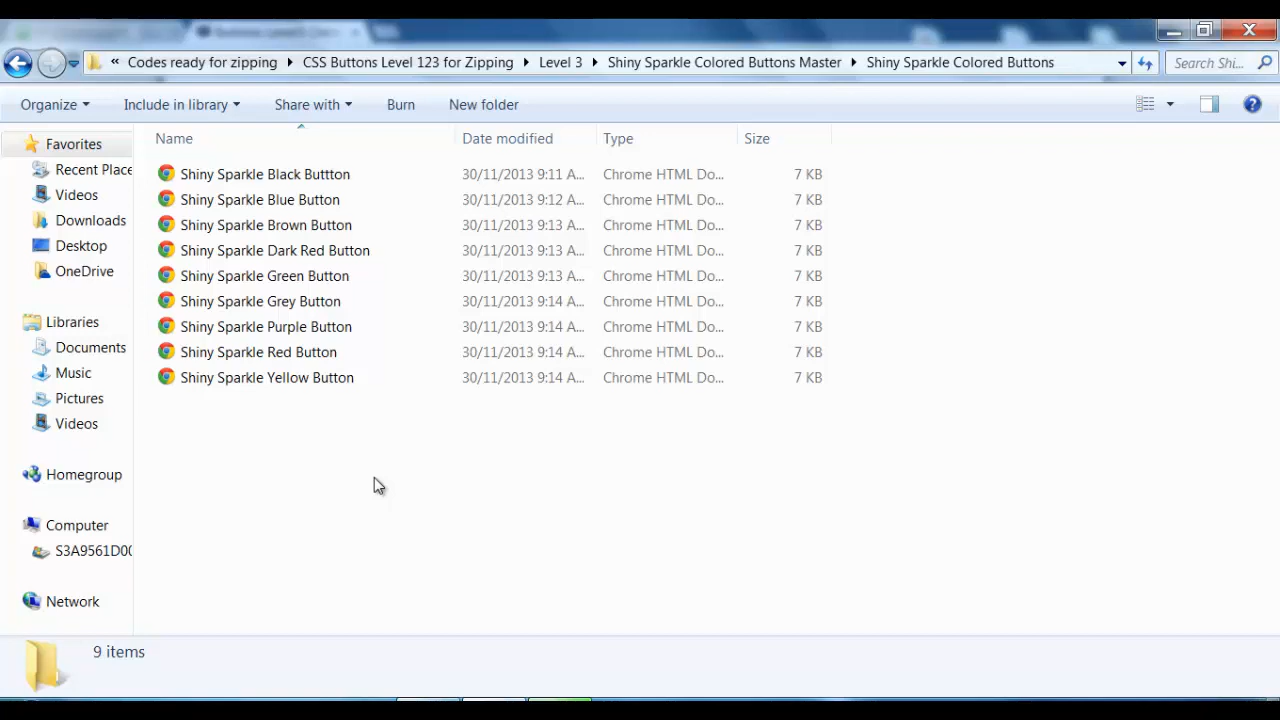 « Codes ready for zipping CSS Buttons Level 123 for Zipping Level 3 Shiny Sparkle Colored Buttons Master Shiny Sparkle Colored Buttons Search Shi...
Organize Include in library Share with Burn New folder
Name Date modified Type Size
Favorites
Recent Place
Videos
Downloads
Desktop
OneDrive
Libraries
Documents
Music
Pictures
Videos
Homegroup
Computer
S3A9561D00
Network
Shiny Sparkle Black Buttton 30/11/2013 9:11 A... Chrome HTML Do... 7 KB
Shiny Sparkle Blue Button 30/11/2013 9:12 A... Chrome HTML Do... 7 KB
Shiny Sparkle Brown Button 30/11/2013 9:13 A... Chrome HTML Do... 7 KB
Shiny Sparkle Dark Red Button 30/11/2013 9:13 A... Chrome HTML Do... 7 KB
Shiny Sparkle Green Button 30/11/2013 9:13 A... Chrome HTML Do... 7 KB
Shiny Sparkle Grey Button 30/11/2013 9:14 A... Chrome HTML Do... 7 KB
Shiny Sparkle Purple Button 30/11/2013 9:14 A... Chrome HTML Do... 7 KB
Shiny Sparkle Red Button 30/11/2013 9:14 A... Chrome HTML Do... 7 KB
Shiny Sparkle Yellow Button 30/11/2013 9:14 A... Chrome HTML Do... 7 KB
9 items